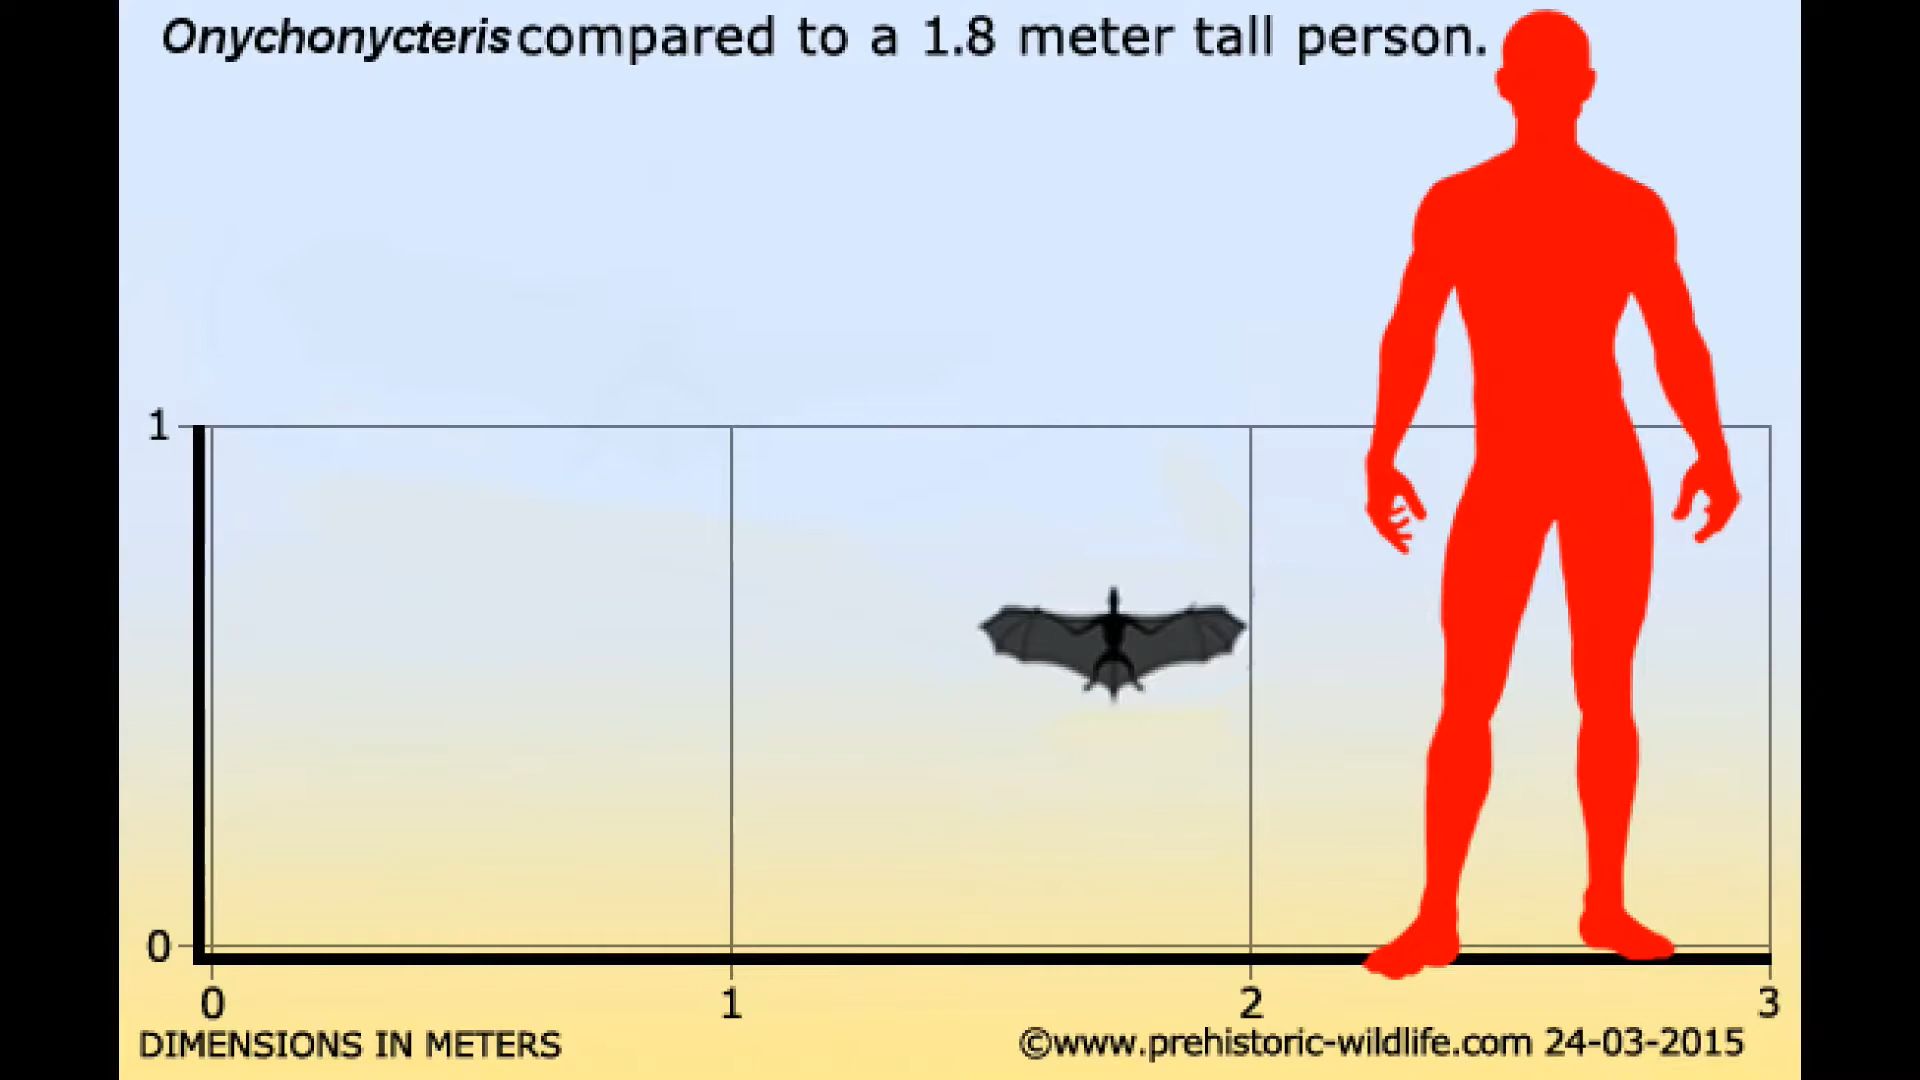 Onychonycteris compared to a 1.8 meter tall person.
1
0
0 1 2 3
DIMENSIONS IN METERS ©www.prehistoric-wildlife.com 24-03-2015